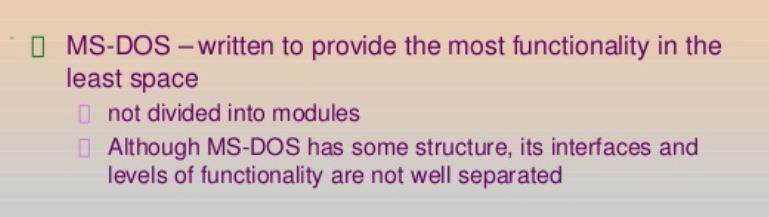 MS-DOS – written to provide the most functionality in the
least space
not divided into modules
Although MS-DOS has some structure, its interfaces and
levels of functionality are not well separated